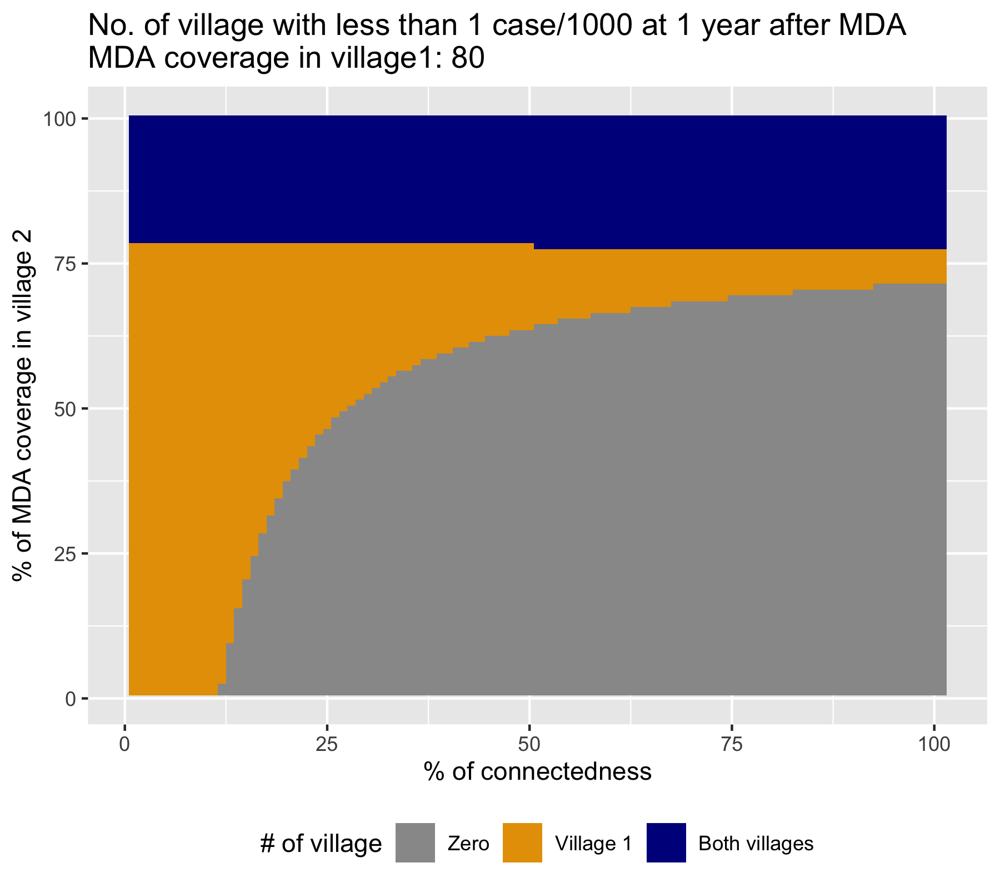 No. of village with less than 1 case/1000 at 1 year after MDA
MDA coverage in village1: 80
% of MDA coverage in village 2
100
75
50
25
0
0 25 50 75 100
% of connectedness
# of village Zero Village 1 Both villages